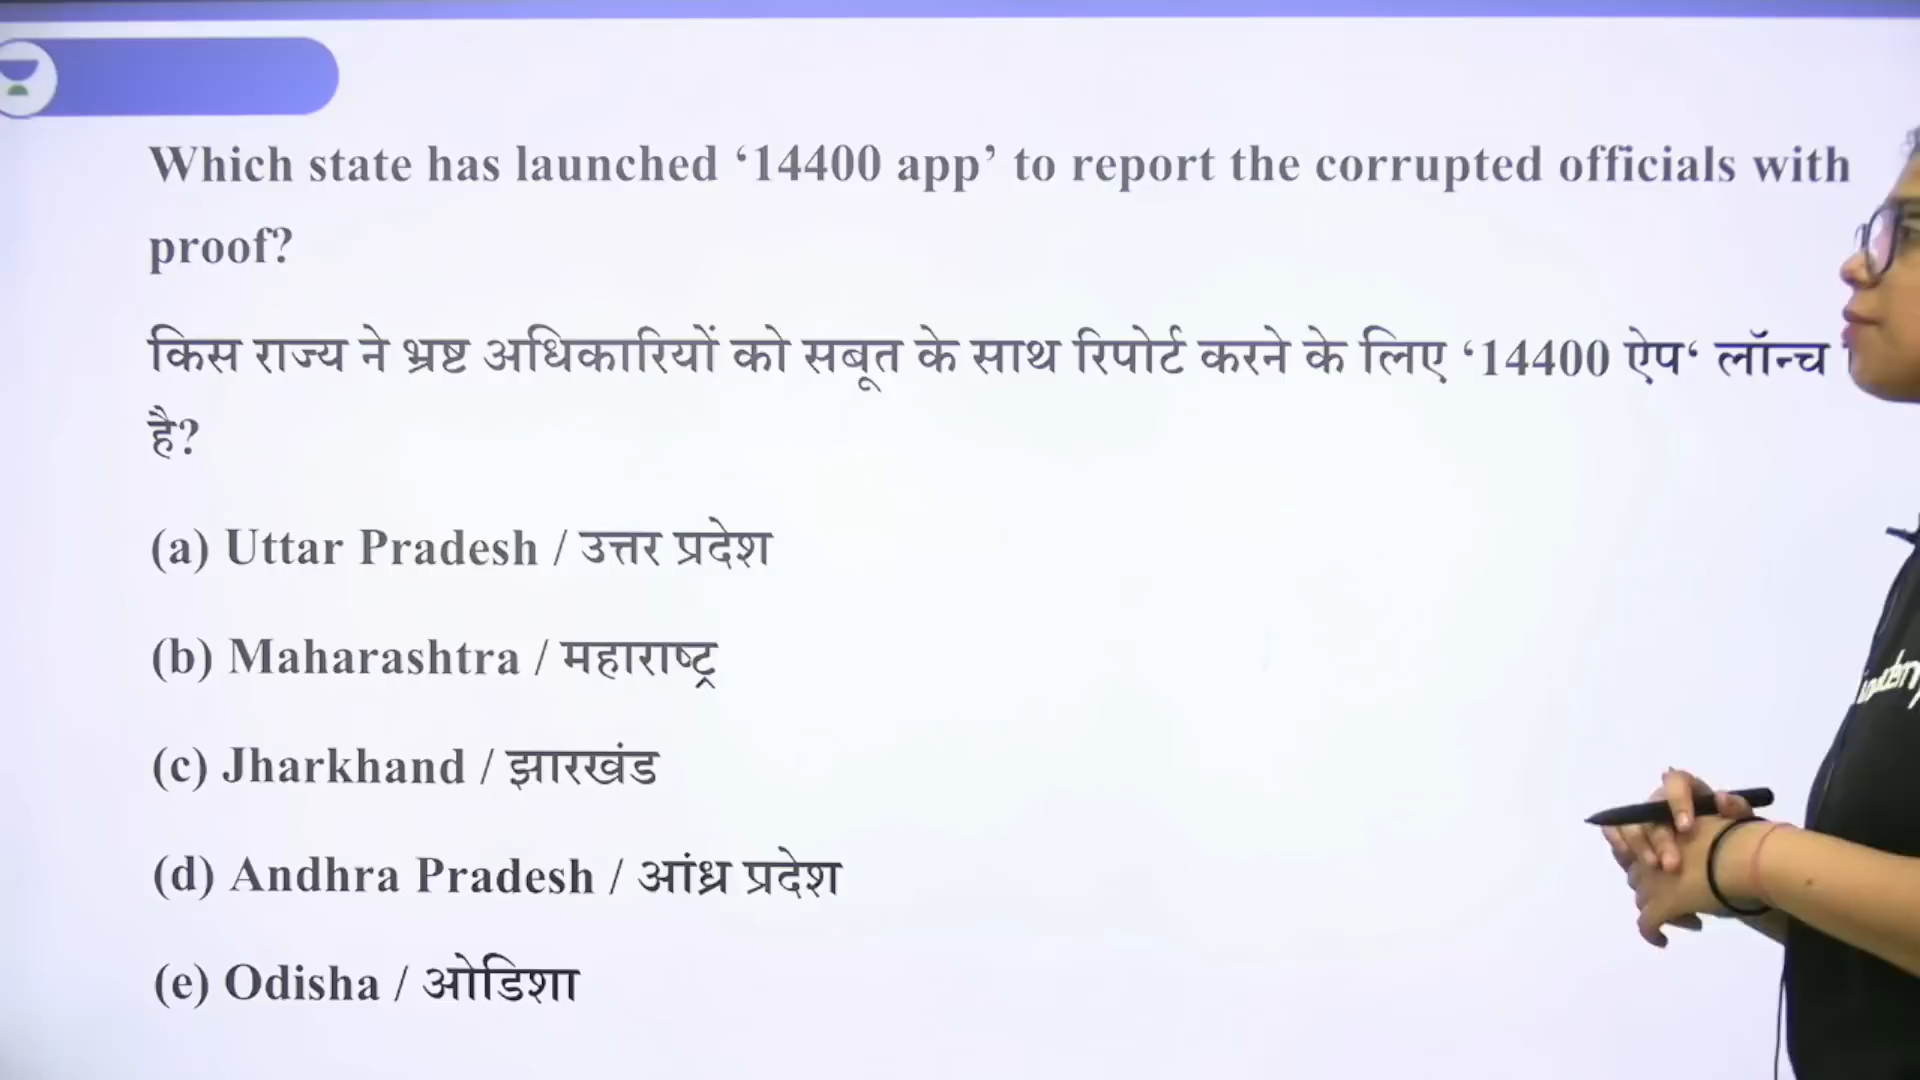 Which state has launched ‘14400 app’ to report the corrupted officials with
proof?
किस राज्य ने भ्रष्ट अधिकारियों को सबूत के साथ रिपोर्ट करने के लिए ‘14400 ऐप‘ लॉन्च
है?
(a) Uttar Pradesh / उत्तर प्रदेश
(b) Maharashtra / महाराष्ट्र
(c) Jharkhand / झारखंड
(d) Andhra Pradesh / आंध्र प्रदेश
(e) Odisha / ओडिशा